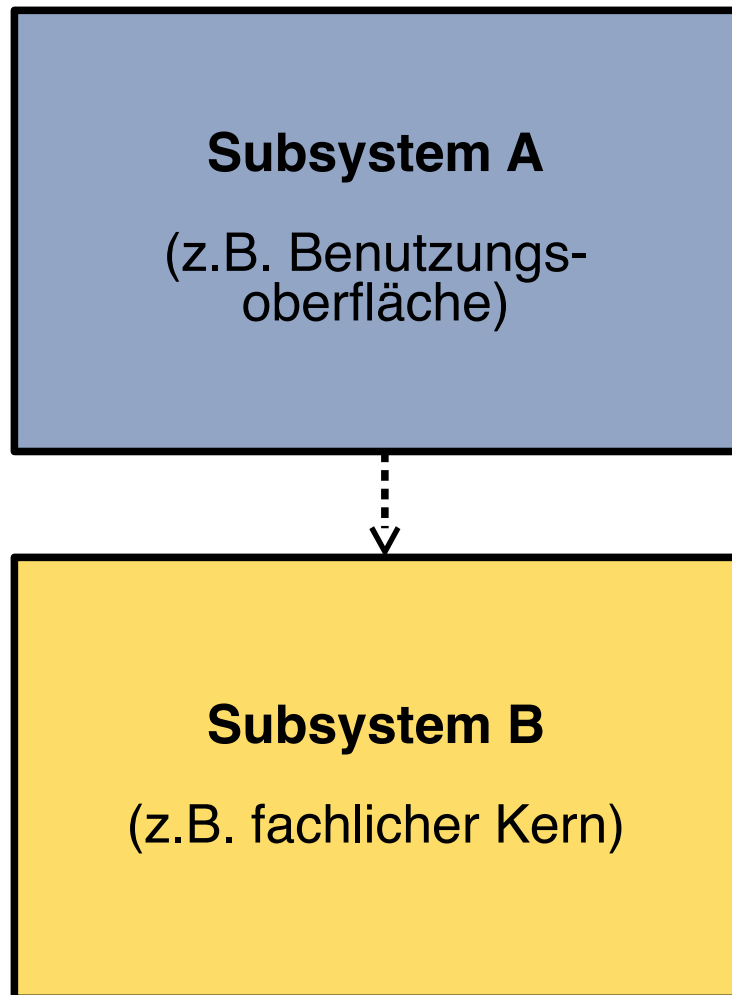 Subsystem A
(z.B. Benutzungs-
oberfläche)
Subsystem B
(z.B. fachlicher Kern)